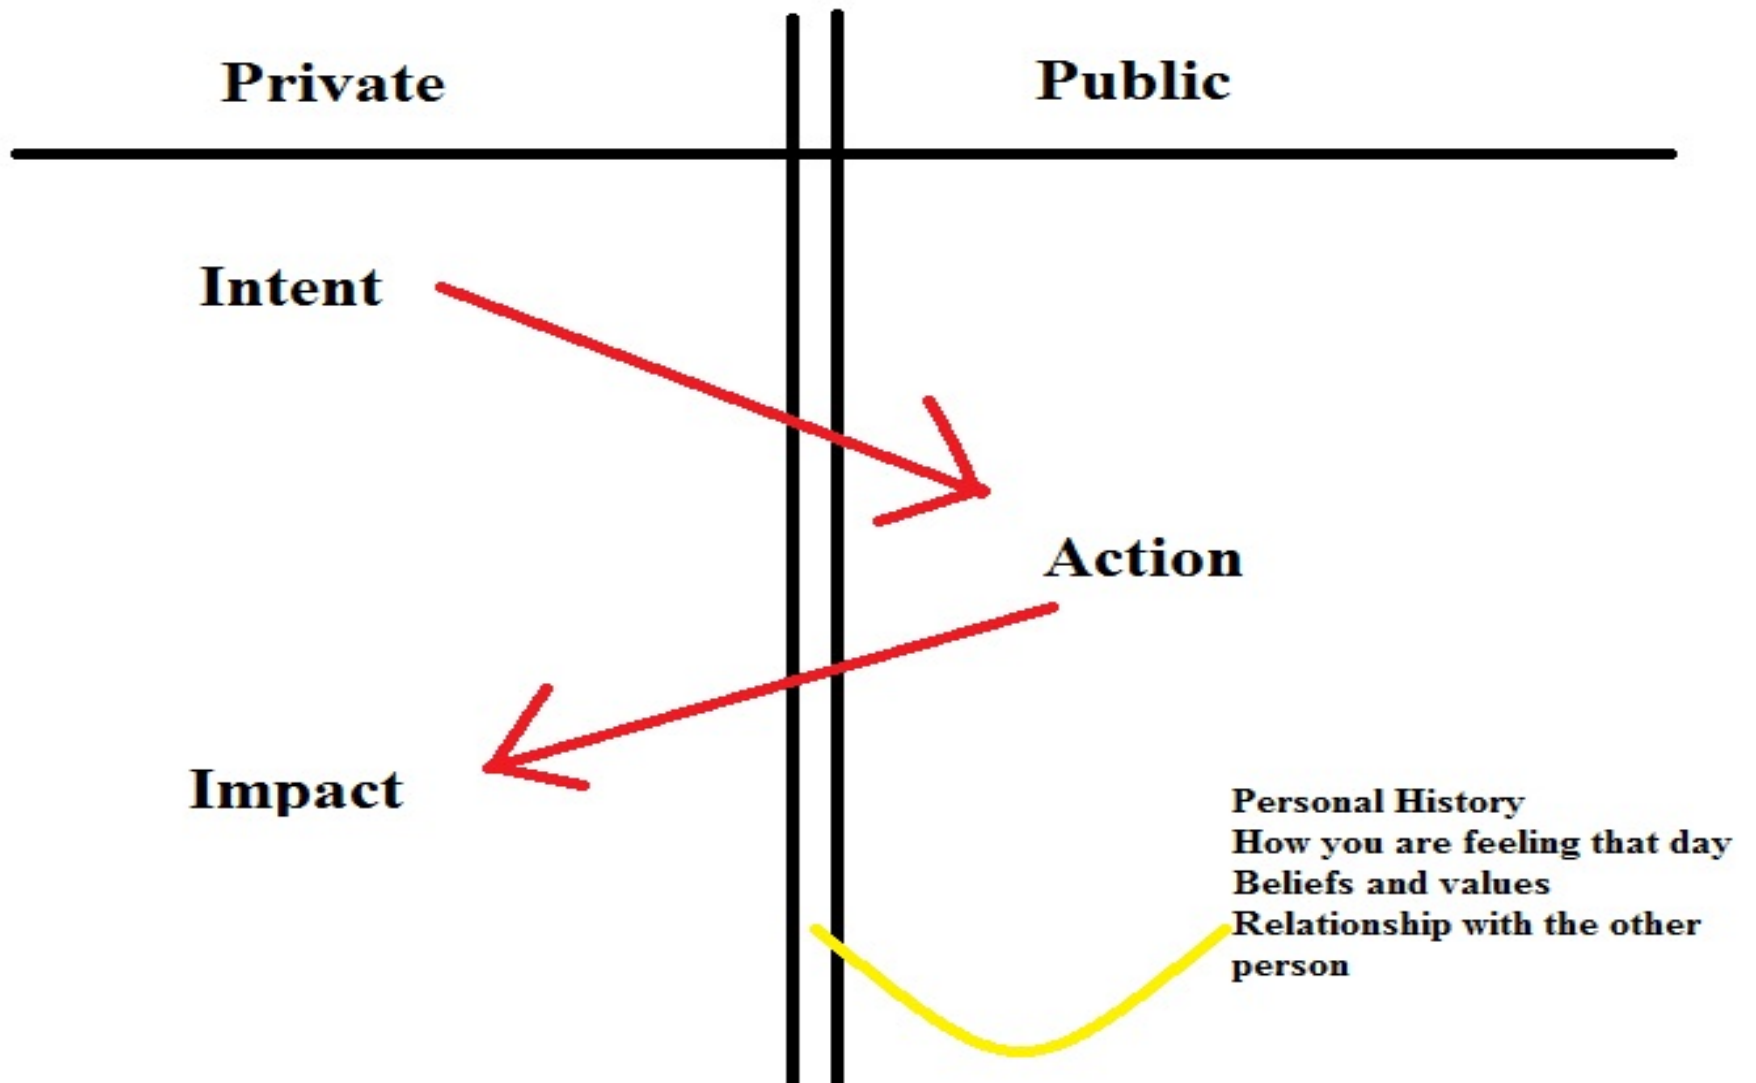 Private
Public
Intent
Action
Impact
Personal History
How you are feeling that day
Beliefs and values
Relationship with the other
person